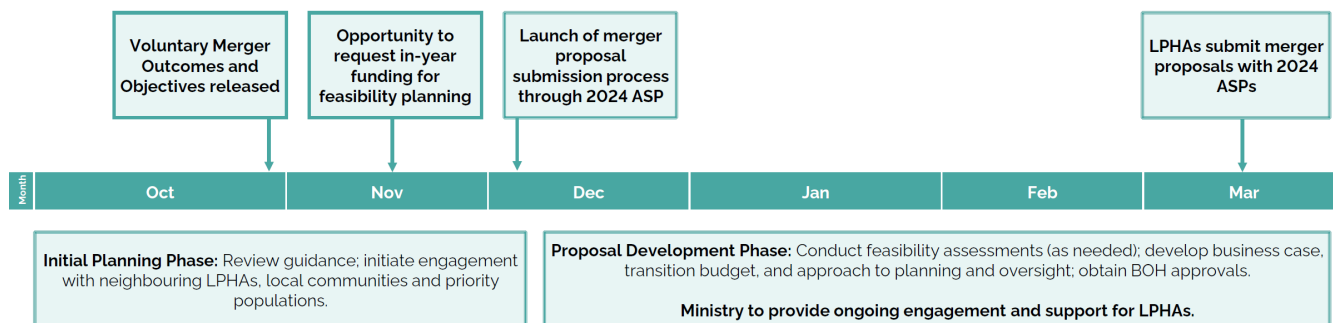 Voluntary Merger
Outcomes and
Objectives released
Opportunity to
request in-year
funding for
feasibility planning
Launch of merger
proposal
submission process
through 2024 ASP
LPHAs submit merger
proposals with 2024
ASPs
Month
Oct
Nov
Dec
Jan
Feb
Mar
Initial Planning Phase: Review guidance; initiate engagement
with neighbouring LPHAs, local communities and priority
populations.
Proposal Development Phase: Conduct feasibility assessments (as needed); develop business case,
transition budget, and approach to planning and oversight; obtain BOH approvals.
Ministry to provide ongoing engagement and support for LPHAs.